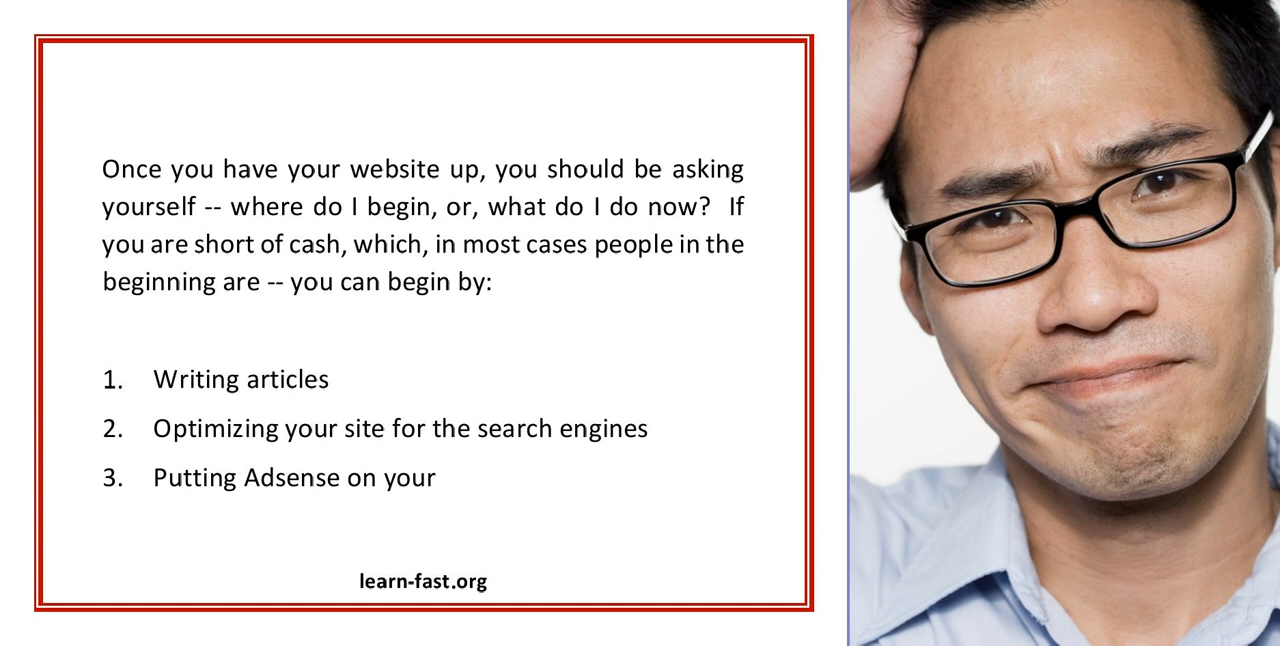 Once you have your website up, you should be asking
yourself -- where do I begin, or, what do I do now?  If
you are short of cash, which, in most cases people in the
beginning are -- you can begin by:
1. Writing articles
2. Optimizing your site for the search engines
3. Putting Adsense on your
learn-fast.org